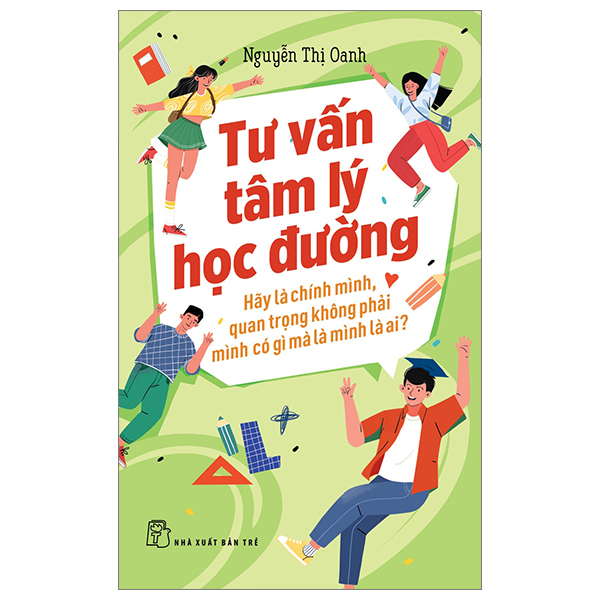 Nguyễn Thị Oanh
Tư vấn
tâm lý
học đường
Hãy là chính mình,
quan trọng không phải
mình có gì mà là mình là ai?
NHÀ XUẤT BẢN TRẺ